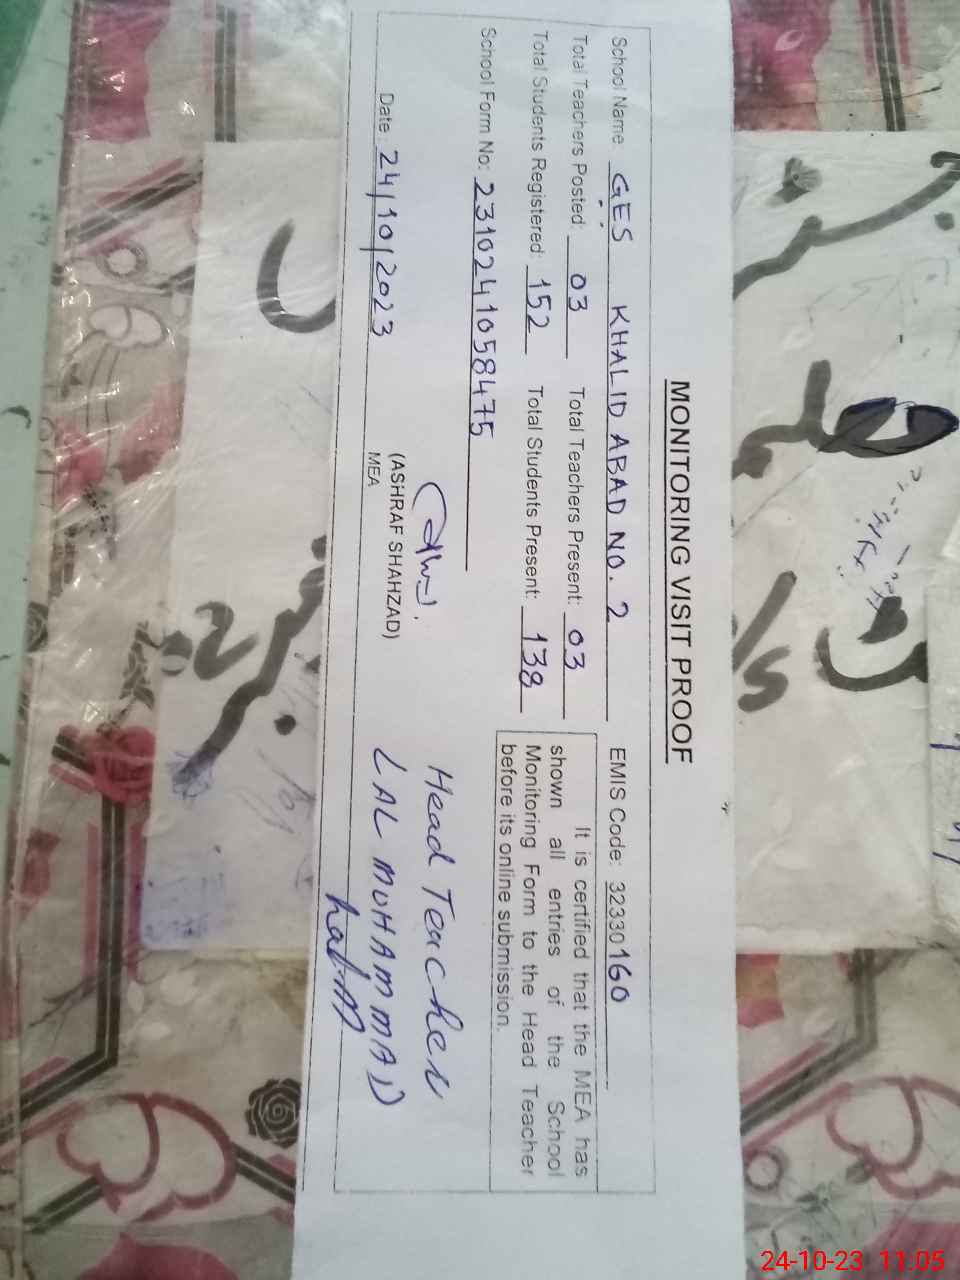 MONITORING VISIT PROOF
School Name GES KHALID ABAD NO. 2 EMIS Code: 32330160
Total Teachers Posted: 03 Total Teachers Present: 03
Total Students Registered: 152 Total Students Present: 138
It is certified that the MEA has
shown all entries of the School
Monitoring Form to the Head Teacher
before its online submission.
School Form No: 2310241058475
Head Teacher
LAL MUHAMMAD
Date: 24/10/2023
(ASHRAF SHAHZAD)
MEA
24-10-23 11:05